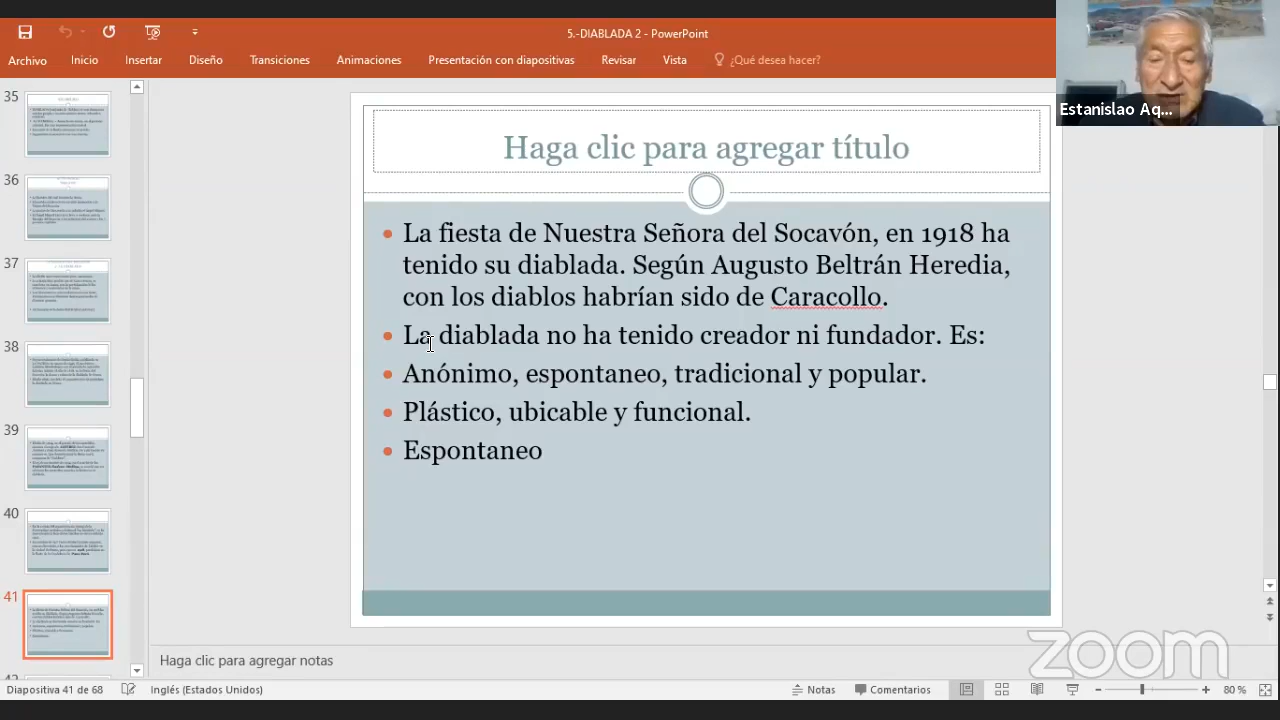 5.-DIABLADA 2 - PowerPoint
Archivo
Inicio
Insertar
Diseño
Transiciones
Animaciones
Presentación con diapositivas
Revisar
Vista
¿Qué desea hacer?
Estanislao Aq...
35
36
37
38
39
40
41
Haga clic para agregar título
La fiesta de Nuestra Señora del Socavón, en 1918 ha
tenido su diablada. Según Augusto Beltrán Heredia,
con los diablos habrían sido de Caracollo.
La diablada no ha tenido creador ni fundador. Es:
Anónimo, espontaneo, tradicional y popular.
Plástico, ubicable y funcional.
Espontaneo
Haga clic para agregar notas
zoom
Diapositiva 41 de 68
Inglés (Estados Unidos)
Notas
Comentarios
80 %